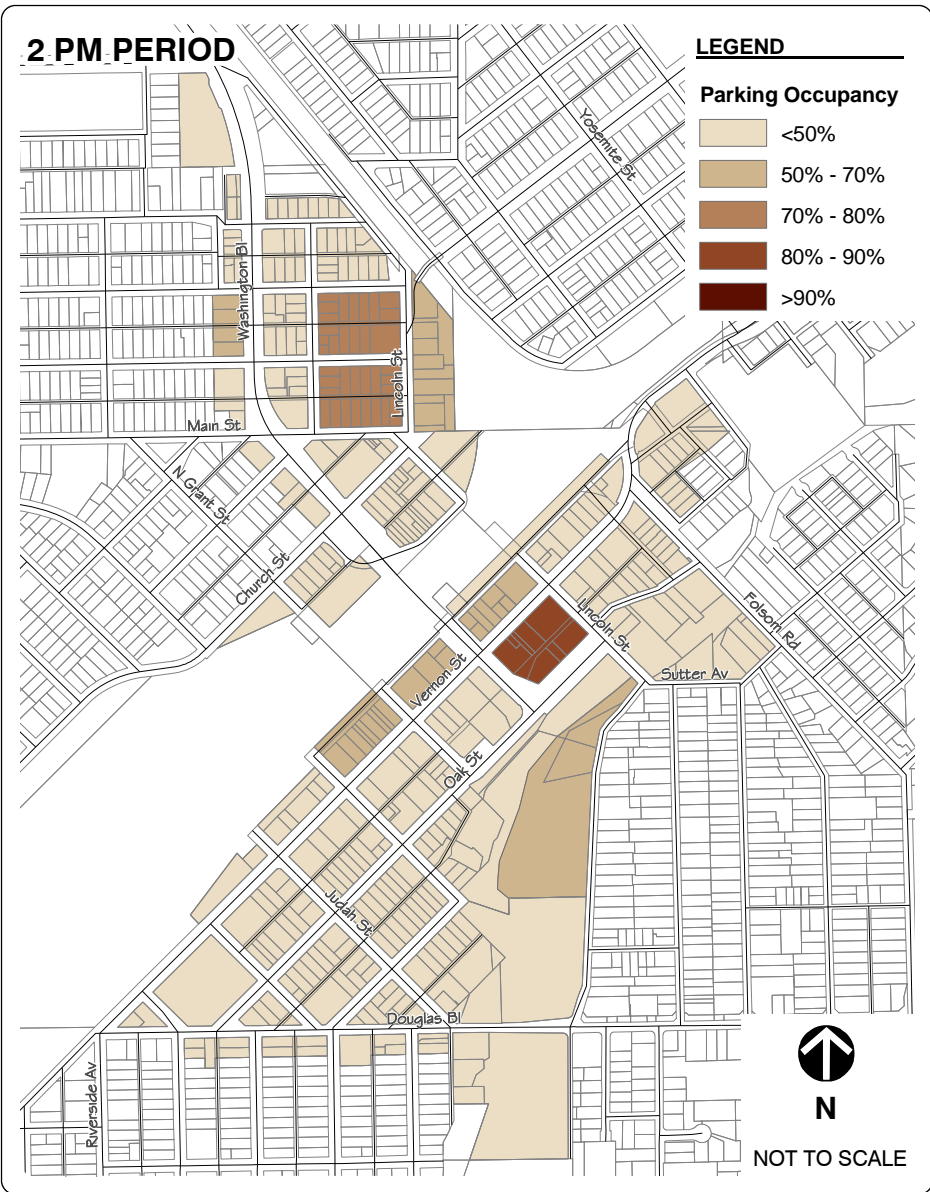 2 PM PERIOD
LEGEND
Parking Occupancy
<50%
50% - 70%
70% - 80%
80% - 90%
>90%
Yosemite St
Washington Bl
Lincoln St
Main St
N Grant St
Church St
Lincoln St
Folsom Rd
Vernon St
Sutter Av
Oak St
Judah St
Douglas Bl
Riverside Av
N
NOT TO SCALE